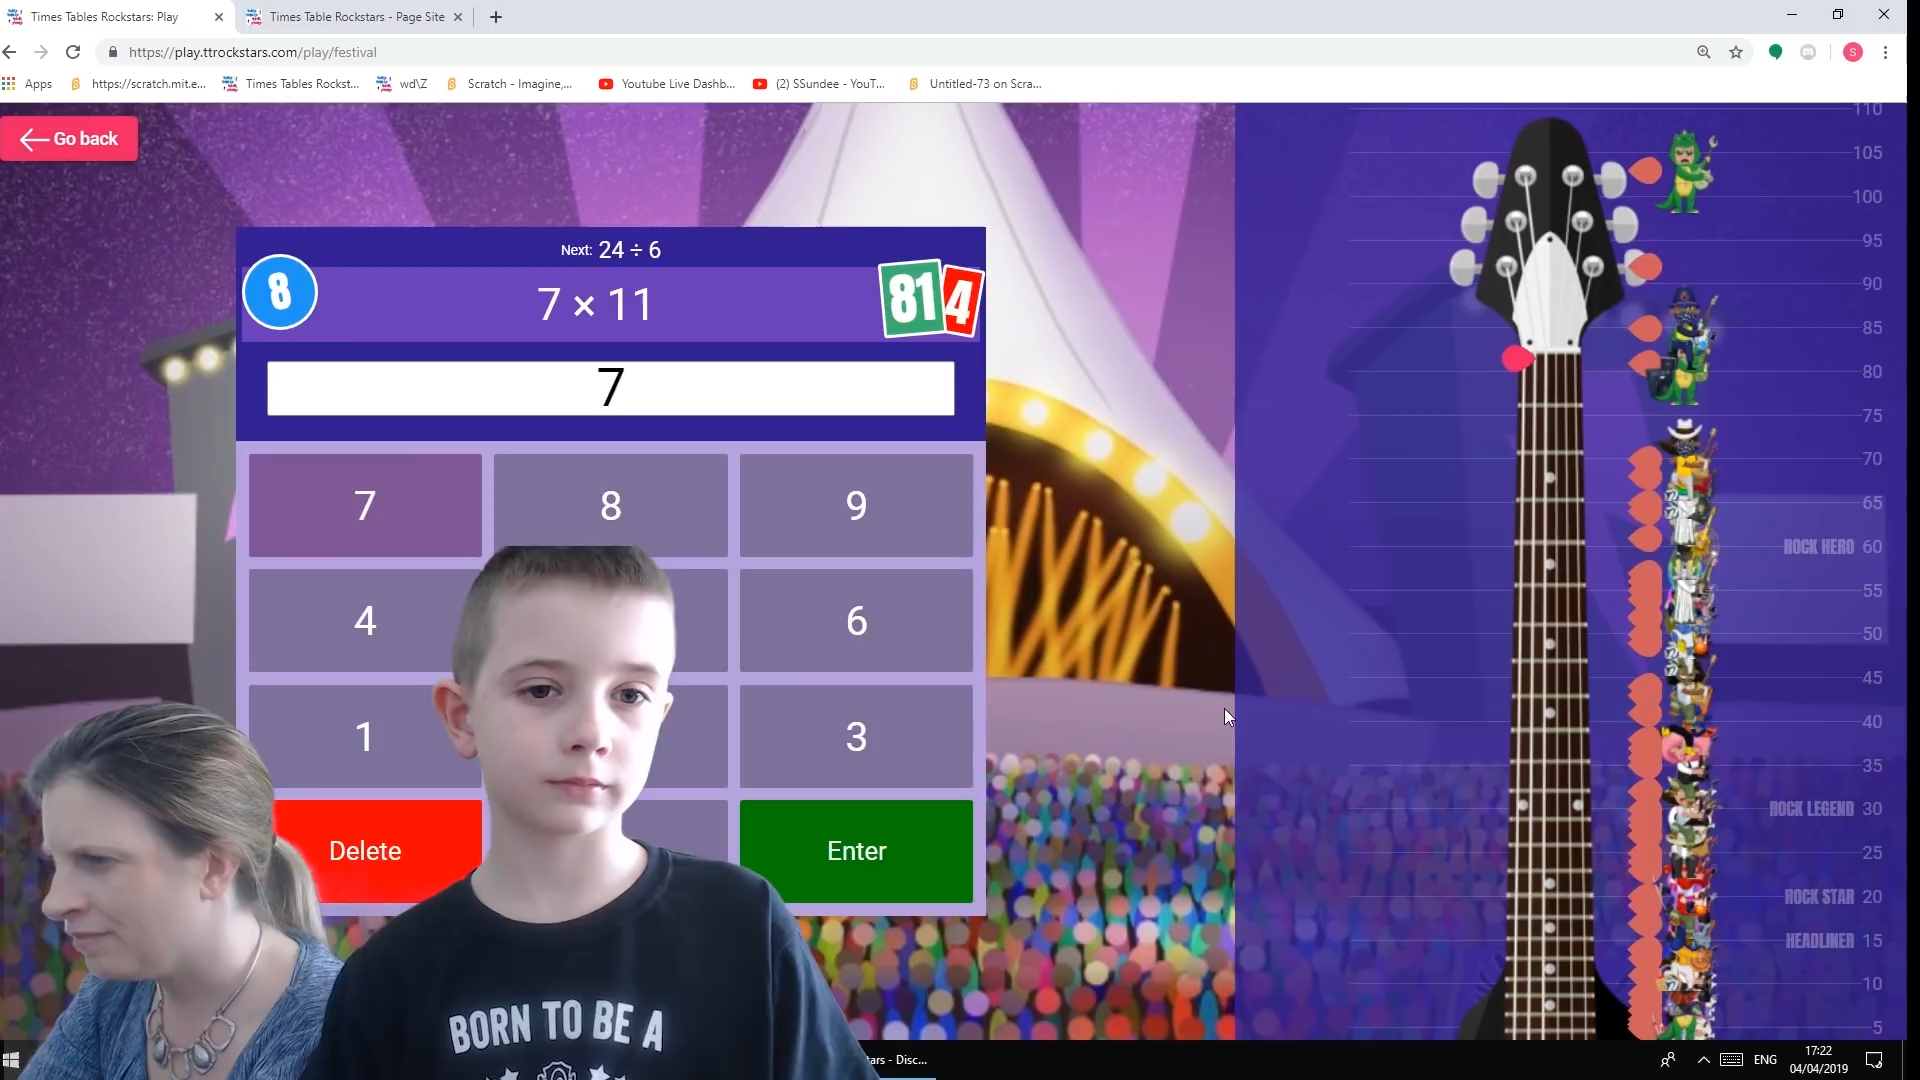 Times Tables Rockstars: Play
Times Table Rockstars - Page Site
https://play.ttrockstars.com/play/festival
S
Apps
https://scratch.mit.e...
Times Tables Rockst...
wd\Z
Scratch - Imagine,...
Youtube Live Dashb...
(2) SSundee - YouT...
Untitled-73 on Scra...
Go back
Next: 24 ÷ 6
8
7 × 11
81
4
7
7
8
9
4
6
1
3
Delete
Enter
110
105
100
95
90
85
80
75
70
65
ROCK HERO 60
55
50
45
40
35
ROCK LEGEND 30
25
ROCK STAR 20
HEADLINER 15
10
5
BORN TO BE A
tars - Disc...
ENG
17:22
04/04/2019